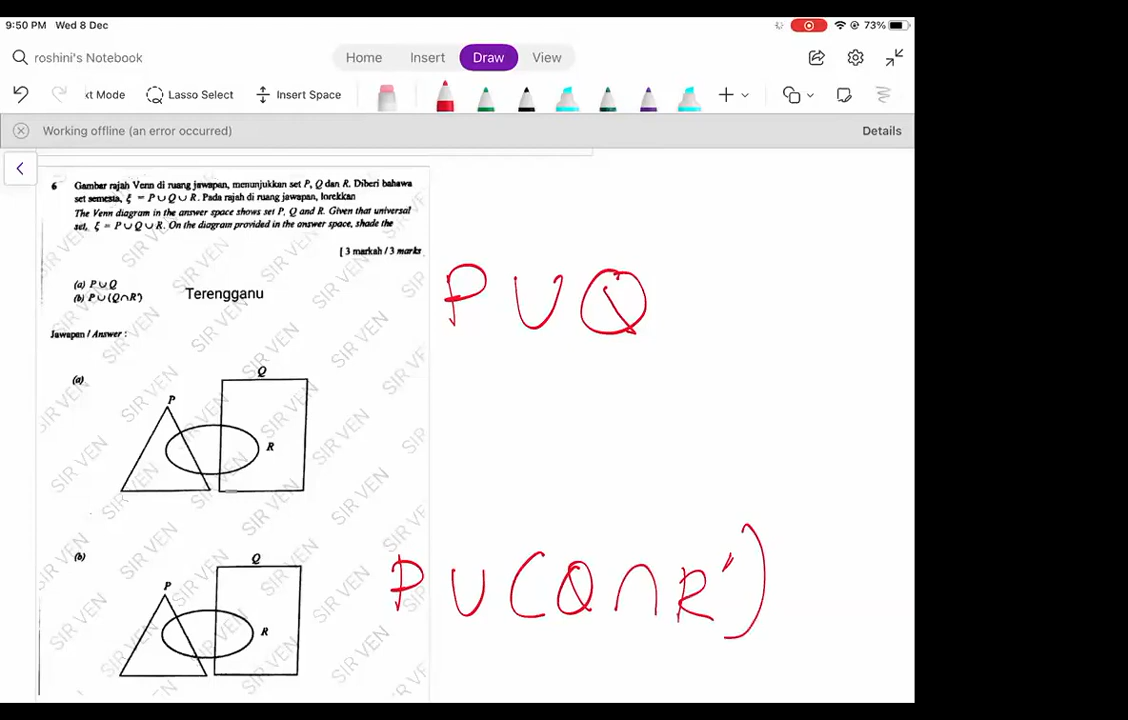 9:50 PM Wed 8 Dec
73%
roshini's Notebook
Home Insert Draw View
xt Mode Lasso Select Insert Space
Working offline (an error occurred)
Details
6 Gambar rajah Venn di ruang jawapan, menunjukkan set P, Q dan R. Diberi bahawa
set semesta, ξ = P ∪ Q ∪ R. Pada rajah di ruang jawapan, lorekkan
The Venn diagram in the answer space shows set P, Q and R. Given that universal
set, ξ = P ∪ Q ∪ R. On the diagram provided in the answer space, shade the
[ 3 markah / 3 marks
(a) P ∪ Q
(b) P ∪ (Q ∩ R')
Terengganu
P ∪ Q
Jawapan / Answer :
(a)
Q
P
R
(b)
Q
P
R
P ∪ (Q ∩ R')
SIR VEN